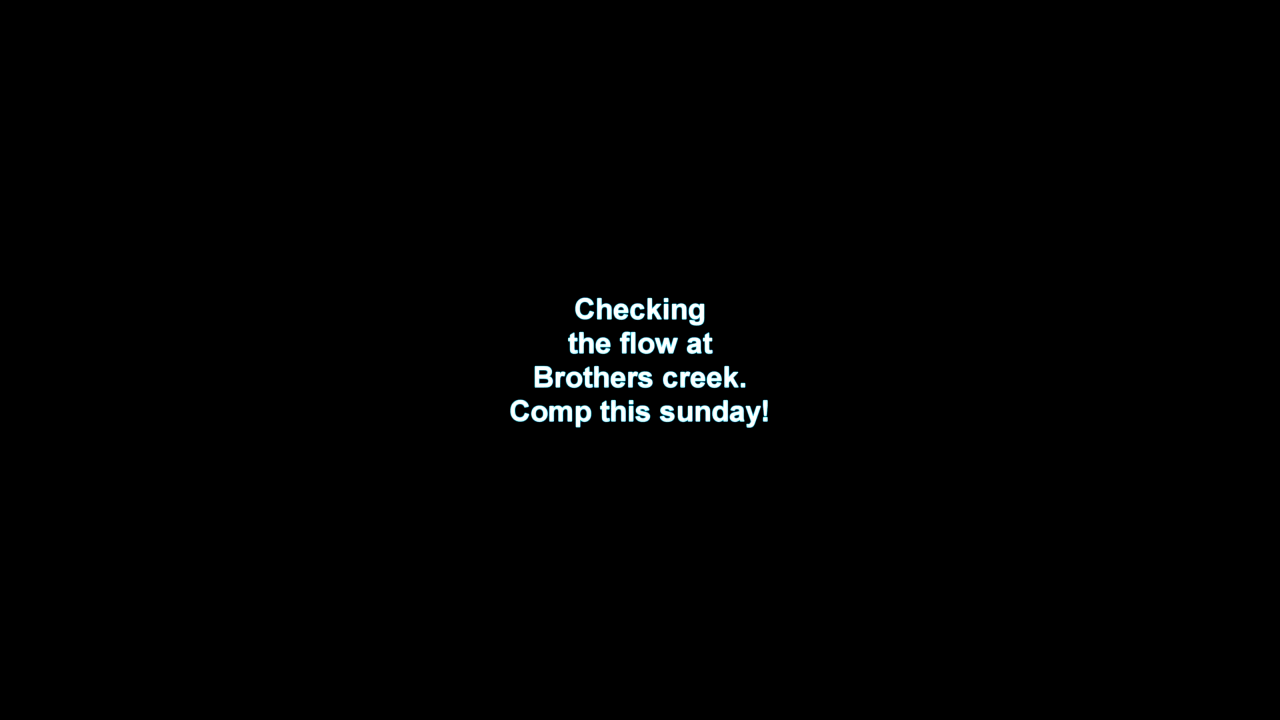 Checking
the flow at
Brothers creek.
Comp this sunday!